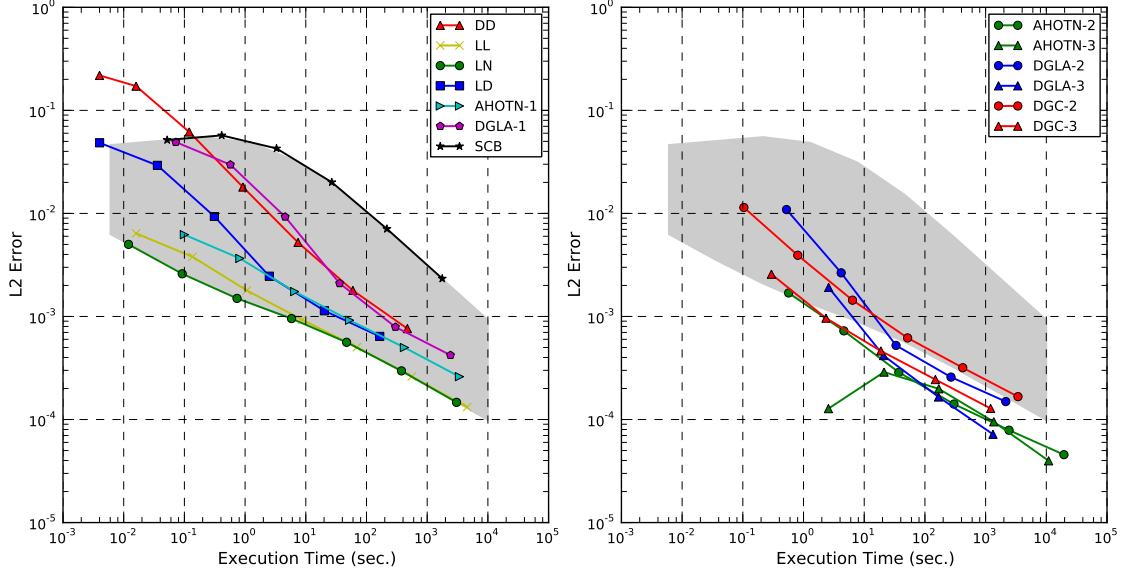 10^0
10^-1
10^-2
10^-3
10^-4
10^-5
L2 Error
10^-3 10^-2 10^-1 10^0 10^1 10^2 10^3 10^4 10^5
Execution Time (sec.)
DD
LL
LN
LD
AHOTN-1
DGLA-1
SCB
10^0
10^-1
10^-2
10^-3
10^-4
10^-5
L2 Error
10^-3 10^-2 10^-1 10^0 10^1 10^2 10^3 10^4 10^5
Execution Time (sec.)
AHOTN-2
AHOTN-3
DGLA-2
DGLA-3
DGC-2
DGC-3